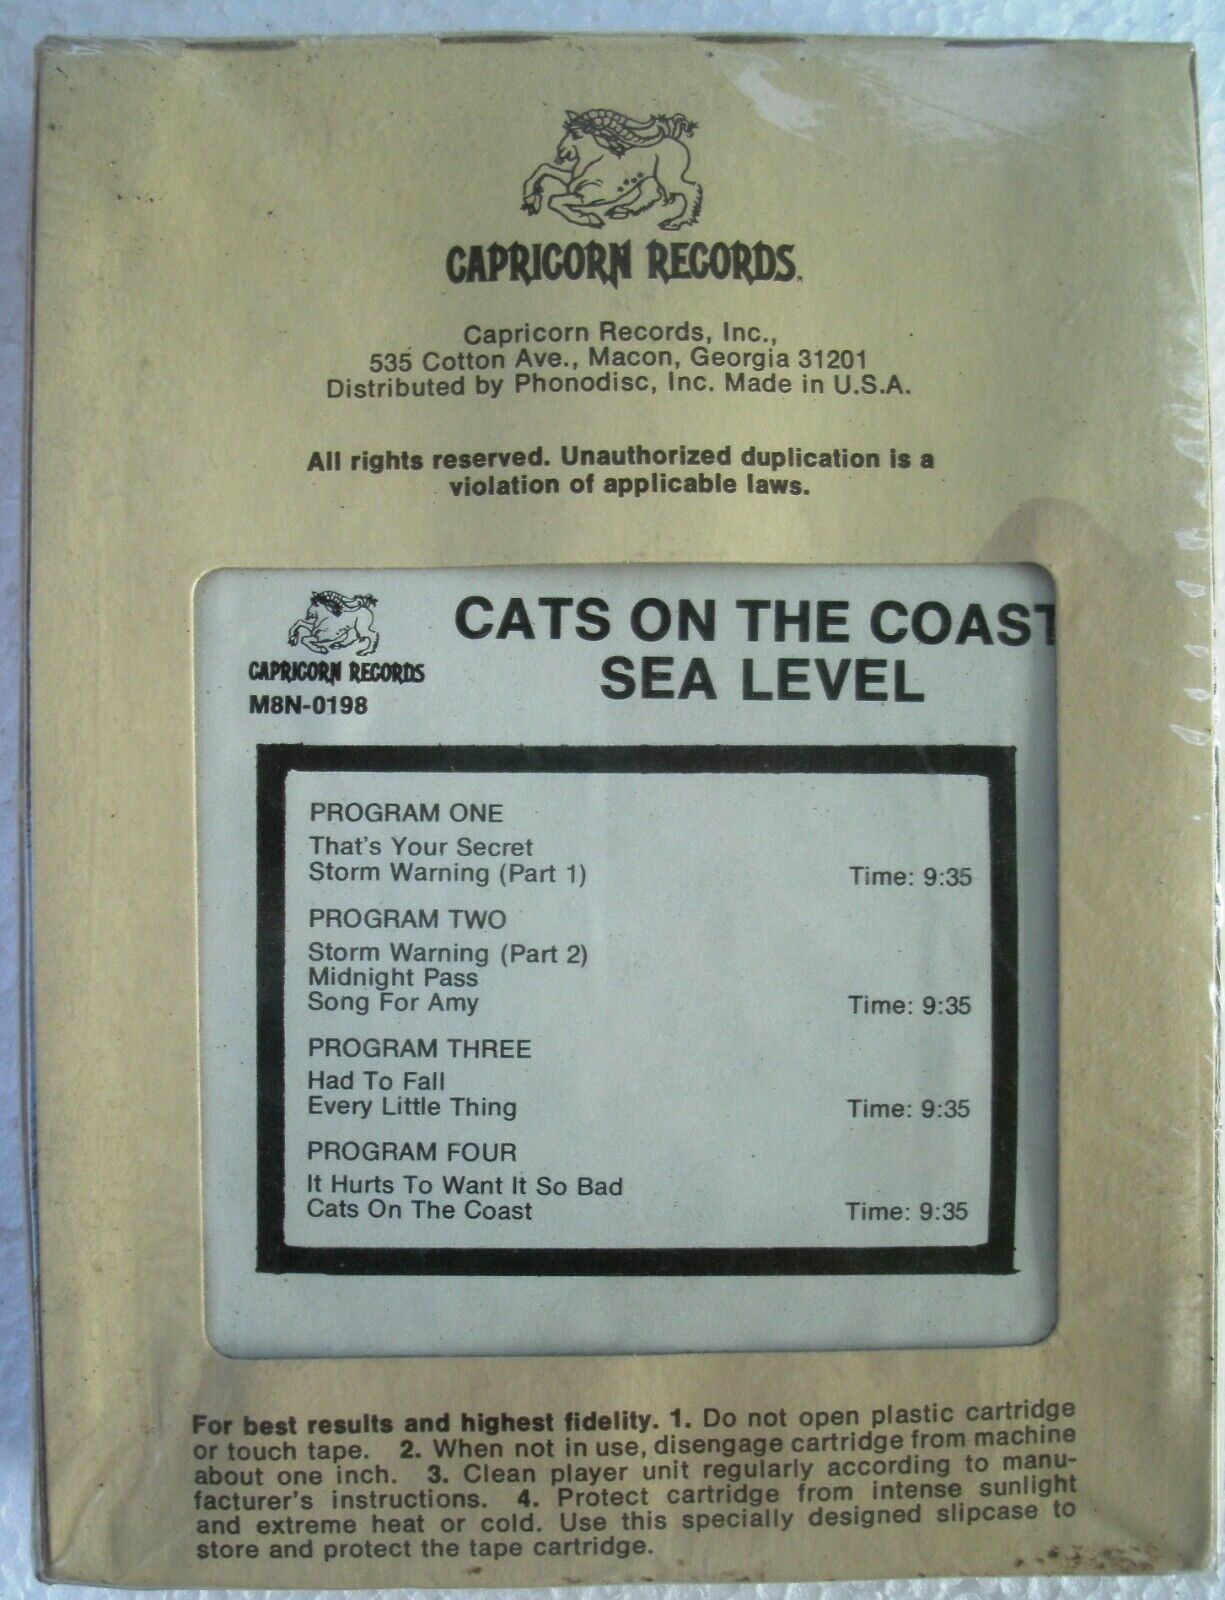 CAPRICORN RECORDS
Capricorn Records, Inc.,
535 Cotton Ave., Macon, Georgia 31201
Distributed by Phonodisc, Inc. Made in U.S.A.
All rights reserved. Unauthorized duplication is a
violation of applicable laws.
CAPRICORN RECORDS
M8N-0198
CATS ON THE COAST
SEA LEVEL
PROGRAM ONE
That's Your Secret
Storm Warning (Part 1) Time: 9:35
PROGRAM TWO
Storm Warning (Part 2)
Midnight Pass
Song For Amy Time: 9:35
PROGRAM THREE
Had To Fall
Every Little Thing Time: 9:35
PROGRAM FOUR
It Hurts To Want It So Bad
Cats On The Coast Time: 9:35
For best results and highest fidelity. 1. Do not open plastic cartridge
or touch tape. 2. When not in use, disengage cartridge from machine
about one inch. 3. Clean player unit regularly according to manu-
facturer's instructions. 4. Protect cartridge from intense sunlight
and extreme heat or cold. Use this specially designed slipcase to
store and protect the tape cartridge.